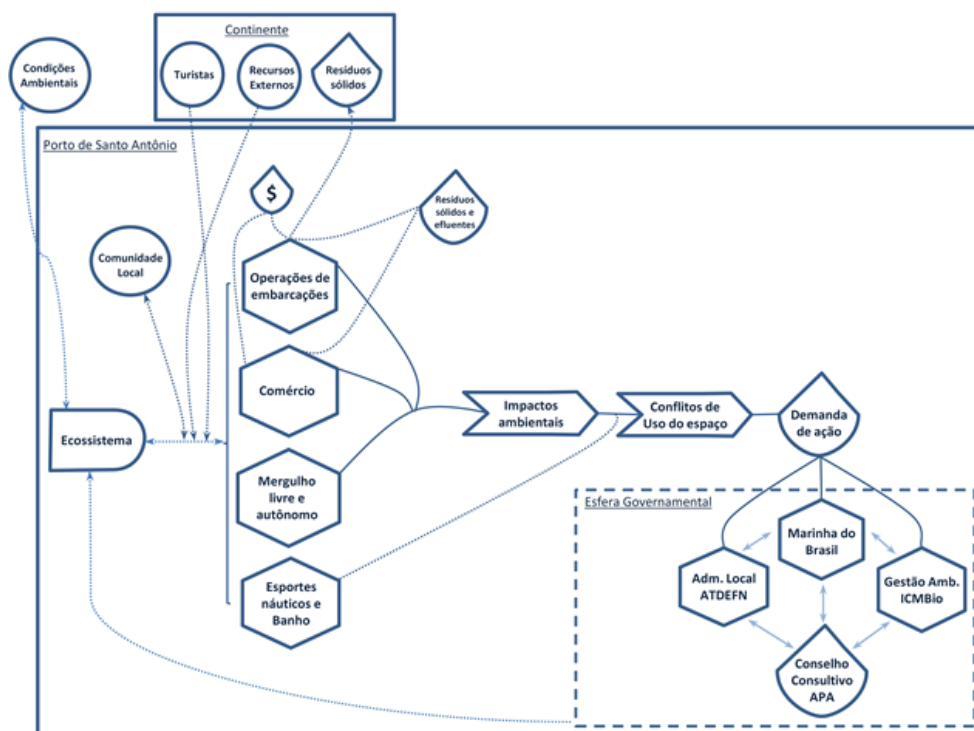 Continente
Condições
Ambientais
Turistas
Recursos
Externos
Resíduos
sólidos
Porto de Santo Antônio
$
Resíduos
sólidos e
efluentes
Comunidade
Local
Operações de
embarcações
Comércio
Impactos
ambientais
Conflitos de
Uso do espaço
Demanda
de ação
Ecossistema
Mergulho
livre e
autônomo
Esfera Governamental
Marinha do
Brasil
Adm. Local
ATDEFN
Gestão Amb.
ICMBio
Esportes
náuticos e
Banho
Conselho
Consultivo
APA